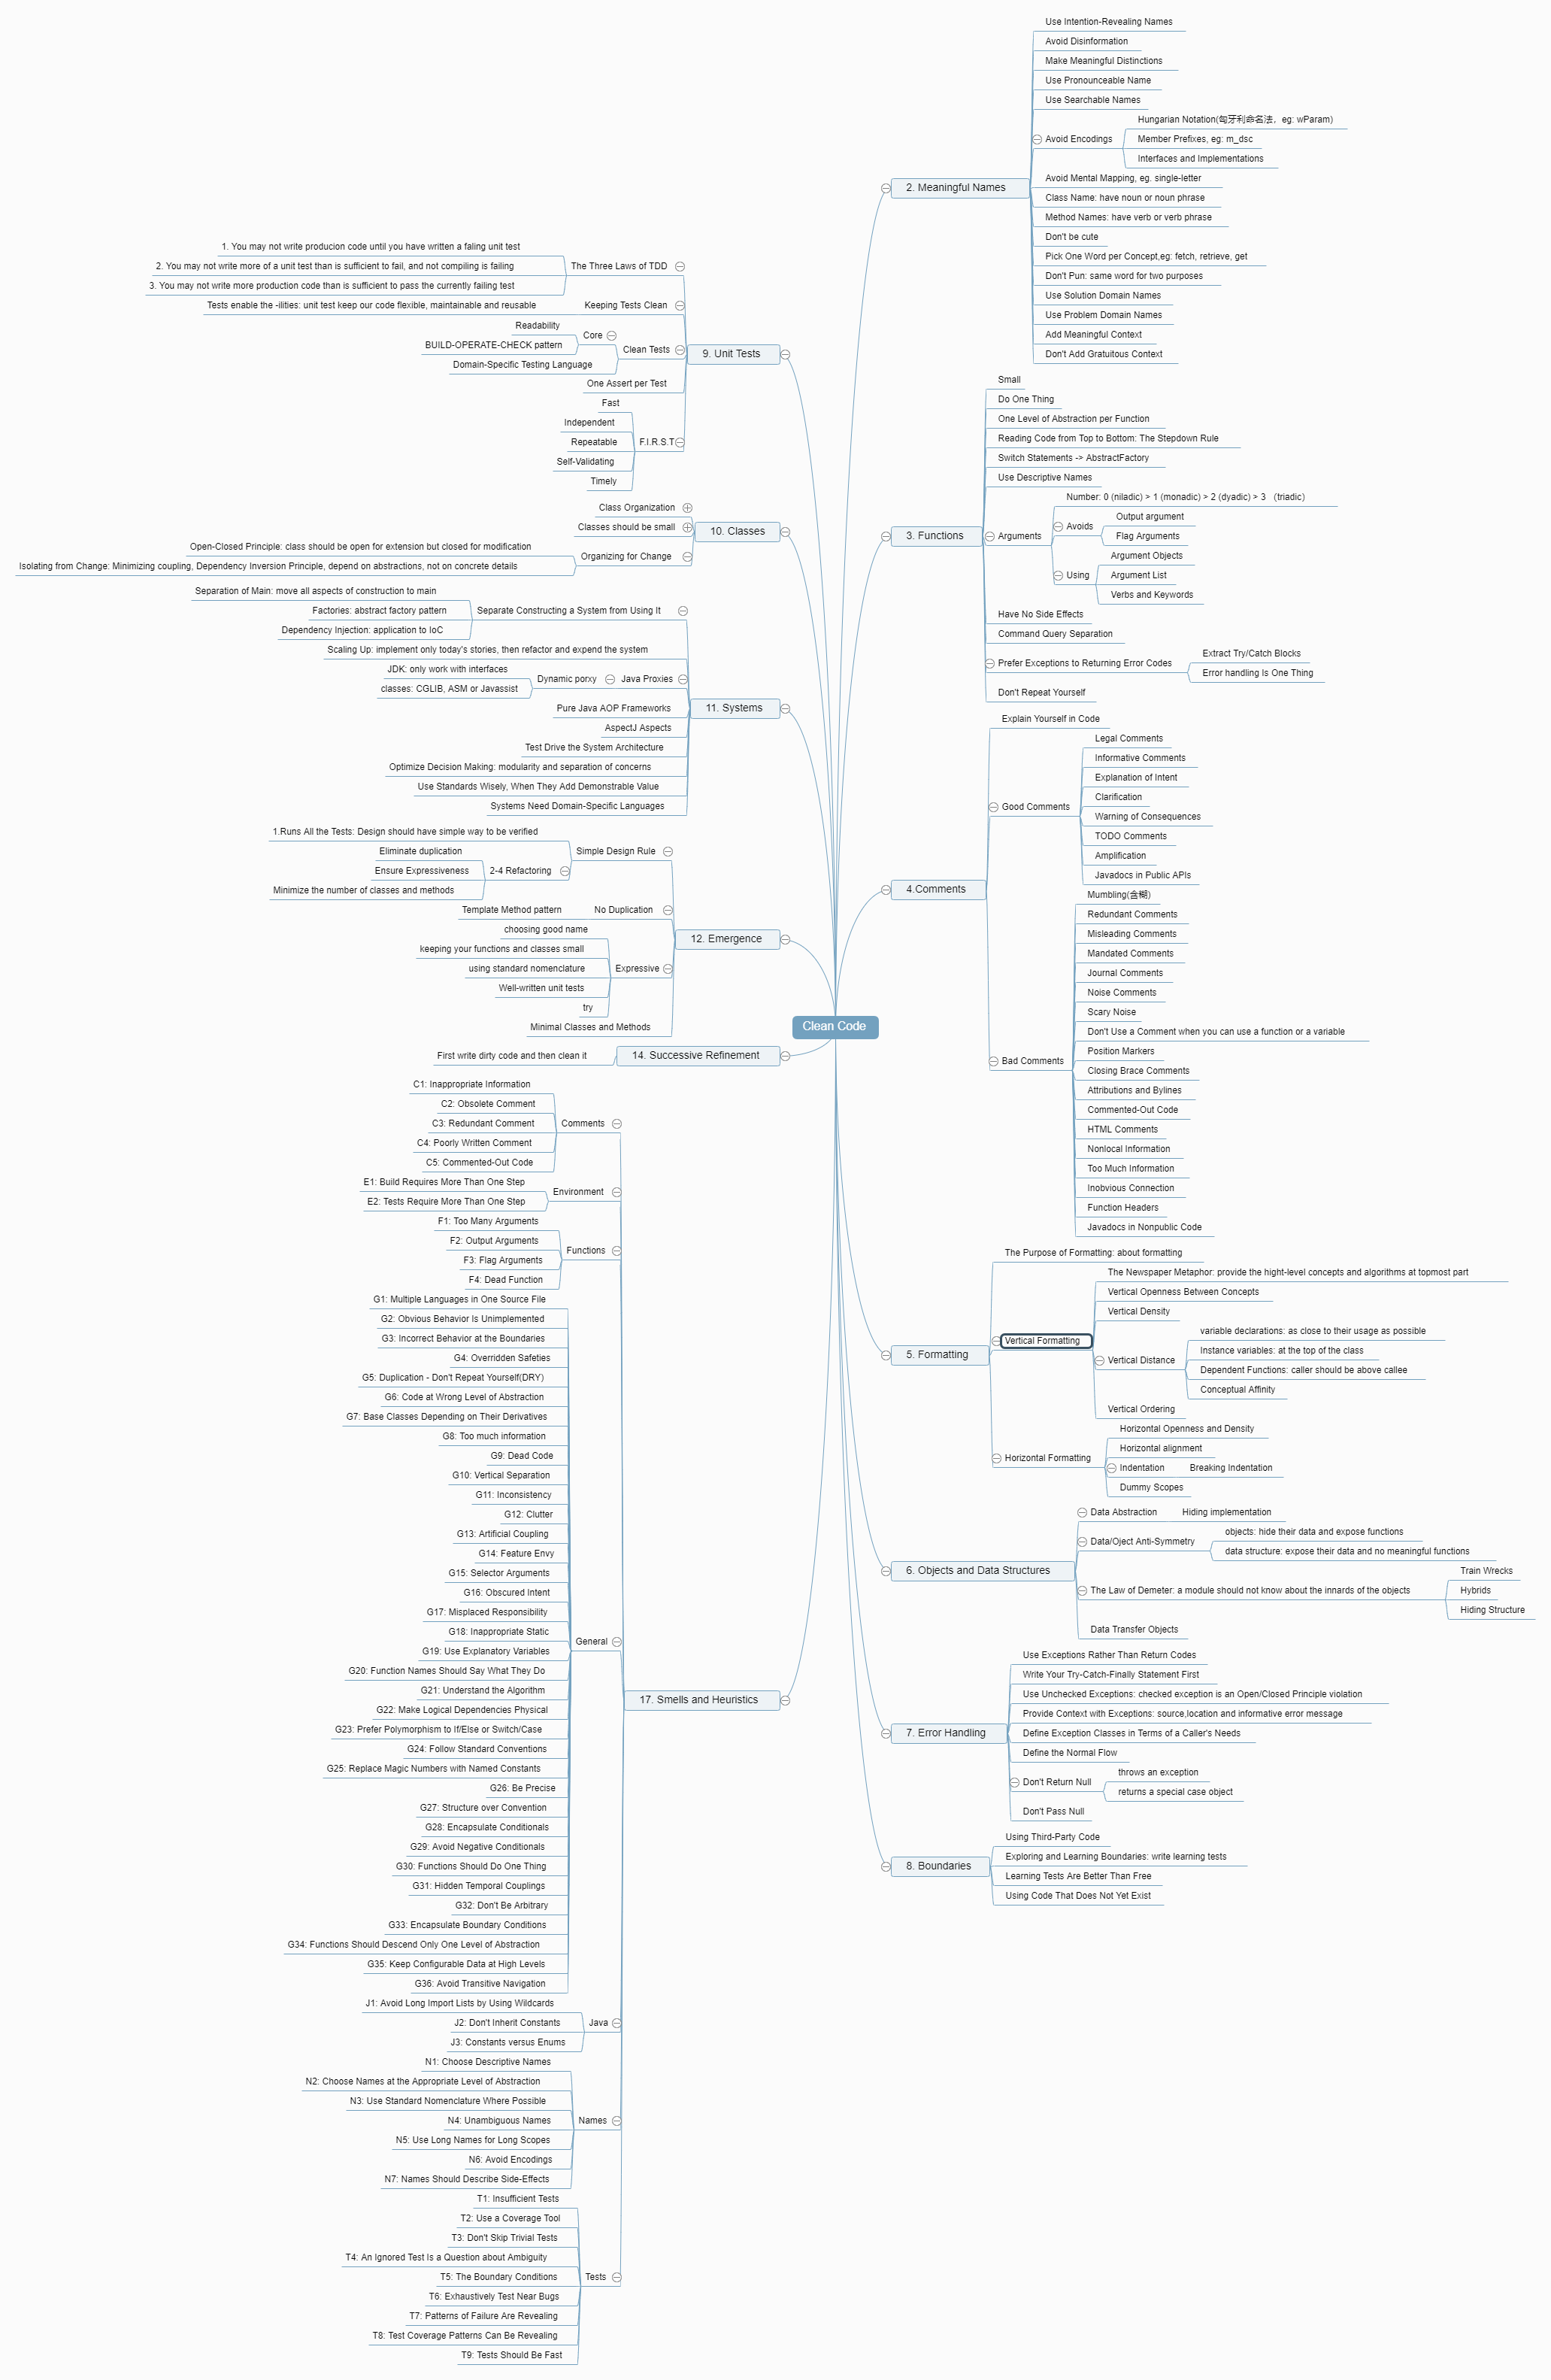 Clean Code
2. Meaningful Names
Use Intention-Revealing Names
Avoid Disinformation
Make Meaningful Distinctions
Use Pronounceable Name
Use Searchable Names
Avoid Encodings
Hungarian Notation(匈牙利命名法，eg: wParam)
Member Prefixes, eg: m_dsc
Interfaces and Implementations
Avoid Mental Mapping, eg. single-letter
Class Name: have noun or noun phrase
Method Names: have verb or verb phrase
Don't be cute
Pick One Word per Concept,eg: fetch, retrieve, get
Don't Pun: same word for two purposes
Use Solution Domain Names
Use Problem Domain Names
Add Meaningful Context
Don't Add Gratuitous Context
3. Functions
Small
Do One Thing
One Level of Abstraction per Function
Reading Code from Top to Bottom: The Stepdown Rule
Switch Statements -> AbstractFactory
Use Descriptive Names
Arguments
Number: 0 (niladic) > 1 (monadic) > 2 (dyadic) > 3 （triadic）
Avoids
Output argument
Flag Arguments
Using
Argument Objects
Argument List
Verbs and Keywords
Have No Side Effects
Command Query Separation
Prefer Exceptions to Returning Error Codes
Extract Try/Catch Blocks
Error handling Is One Thing
Don't Repeat Yourself
4.Comments
Explain Yourself in Code
Good Comments
Legal Comments
Informative Comments
Explanation of Intent
Clarification
Warning of Consequences
TODO Comments
Amplification
Javadocs in Public APIs
Bad Comments
Mumbling(含糊)
Redundant Comments
Misleading Comments
Mandated Comments
Journal Comments
Noise Comments
Scary Noise
Don't Use a Comment when you can use a function or a variable
Position Markers
Closing Brace Comments
Attributions and Bylines
Commented-Out Code
HTML Comments
Nonlocal Information
Too Much Information
Inobvious Connection
Function Headers
Javadocs in Nonpublic Code
5. Formatting
The Purpose of Formatting: about formatting
Vertical Formatting
The Newspaper Metaphor: provide the hight-level concepts and algorithms at topmost part
Vertical Openness Between Concepts
Vertical Density
Vertical Distance
variable declarations: as close to their usage as possible
Instance variables: at the top of the class
Dependent Functions: caller should be above callee
Conceptual Affinity
Vertical Ordering
Horizontal Formatting
Horizontal Openness and Density
Horizontal alignment
Indentation
Breaking Indentation
Dummy Scopes
6. Objects and Data Structures
Data Abstraction
Hiding implementation
Data/Oject Anti-Symmetry
objects: hide their data and expose functions
data structure: expose their data and no meaningful functions
The Law of Demeter: a module should not know about the innards of the objects
Train Wrecks
Hybrids
Hiding Structure
Data Transfer Objects
7. Error Handling
Use Exceptions Rather Than Return Codes
Write Your Try-Catch-Finally Statement First
Use Unchecked Exceptions: checked exception is an Open/Closed Principle violation
Provide Context with Exceptions: source,location and informative error message
Define Exception Classes in Terms of a Caller's Needs
Define the Normal Flow
Don't Return Null
throws an exception
returns a special case object
Don't Pass Null
8. Boundaries
Using Third-Party Code
Exploring and Learning Boundaries: write learning tests
Learning Tests Are Better Than Free
Using Code That Does Not Yet Exist
9. Unit Tests
The Three Laws of TDD
1. You may not write producion code until you have written a faling unit test
2. You may not write more of a unit test than is sufficient to fail, and not compiling is failing
3. You may not write more production code than is sufficient to pass the currently failing test
Keeping Tests Clean
Tests enable the -ilities: unit test keep our code flexible, maintainable and reusable
Clean Tests
Core
Readability
BUILD-OPERATE-CHECK pattern
Domain-Specific Testing Language
One Assert per Test
F.I.R.S.T
Fast
Independent
Repeatable
Self-Validating
Timely
10. Classes
Class Organization
Classes should be small
Organizing for Change
Open-Closed Principle: class should be open for extension but closed for modification
Isolating from Change: Minimizing coupling, Dependency Inversion Principle, depend on abstractions, not on concrete details
11. Systems
Separate Constructing a System from Using It
Separation of Main: move all aspects of construction to main
Factories: abstract factory pattern
Dependency Injection: application to IoC
Scaling Up: implement only today's stories, then refactor and expend the system
Java Proxies
Dynamic porxy
JDK: only work with interfaces
classes: CGLIB, ASM or Javassist
Pure Java AOP Frameworks
AspectJ Aspects
Test Drive the System Architecture
Optimize Decision Making: modularity and separation of concerns
Use Standards Wisely, When They Add Demonstrable Value
Systems Need Domain-Specific Languages
12. Emergence
Simple Design Rule
1.Runs All the Tests: Design should have simple way to be verified
2-4 Refactoring
Eliminate duplication
Ensure Expressiveness
Minimize the number of classes and methods
No Duplication
Template Method pattern
Expressive
choosing good name
keeping your functions and classes small
using standard nomenclature
Well-written unit tests
try
Minimal Classes and Methods
14. Successive Refinement
First write dirty code and then clean it
17. Smells and Heuristics
Comments
C1: Inappropriate Information
C2: Obsolete Comment
C3: Redundant Comment
C4: Poorly Written Comment
C5: Commented-Out Code
Environment
E1: Build Requires More Than One Step
E2: Tests Require More Than One Step
Functions
F1: Too Many Arguments
F2: Output Arguments
F3: Flag Arguments
F4: Dead Function
General
G1: Multiple Languages in One Source File
G2: Obvious Behavior Is Unimplemented
G3: Incorrect Behavior at the Boundaries
G4: Overridden Safeties
G5: Duplication - Don't Repeat Yourself(DRY)
G6: Code at Wrong Level of Abstraction
G7: Base Classes Depending on Their Derivatives
G8: Too much information
G9: Dead Code
G10: Vertical Separation
G11: Inconsistency
G12: Clutter
G13: Artificial Coupling
G14: Feature Envy
G15: Selector Arguments
G16: Obscured Intent
G17: Misplaced Responsibility
G18: Inappropriate Static
G19: Use Explanatory Variables
G20: Function Names Should Say What They Do
G21: Understand the Algorithm
G22: Make Logical Dependencies Physical
G23: Prefer Polymorphism to If/Else or Switch/Case
G24: Follow Standard Conventions
G25: Replace Magic Numbers with Named Constants
G26: Be Precise
G27: Structure over Convention
G28: Encapsulate Conditionals
G29: Avoid Negative Conditionals
G30: Functions Should Do One Thing
G31: Hidden Temporal Couplings
G32: Don't Be Arbitrary
G33: Encapsulate Boundary Conditions
G34: Functions Should Descend Only One Level of Abstraction
G35: Keep Configurable Data at High Levels
G36: Avoid Transitive Navigation
Java
J1: Avoid Long Import Lists by Using Wildcards
J2: Don't Inherit Constants
J3: Constants versus Enums
Names
N1: Choose Descriptive Names
N2: Choose Names at the Appropriate Level of Abstraction
N3: Use Standard Nomenclature Where Possible
N4: Unambiguous Names
N5: Use Long Names for Long Scopes
N6: Avoid Encodings
N7: Names Should Describe Side-Effects
Tests
T1: Insufficient Tests
T2: Use a Coverage Tool
T3: Don't Skip Trivial Tests
T4: An Ignored Test Is a Question about Ambiguity
T5: The Boundary Conditions
T6: Exhaustively Test Near Bugs
T7: Patterns of Failure Are Revealing
T8: Test Coverage Patterns Can Be Revealing
T9: Tests Should Be Fast